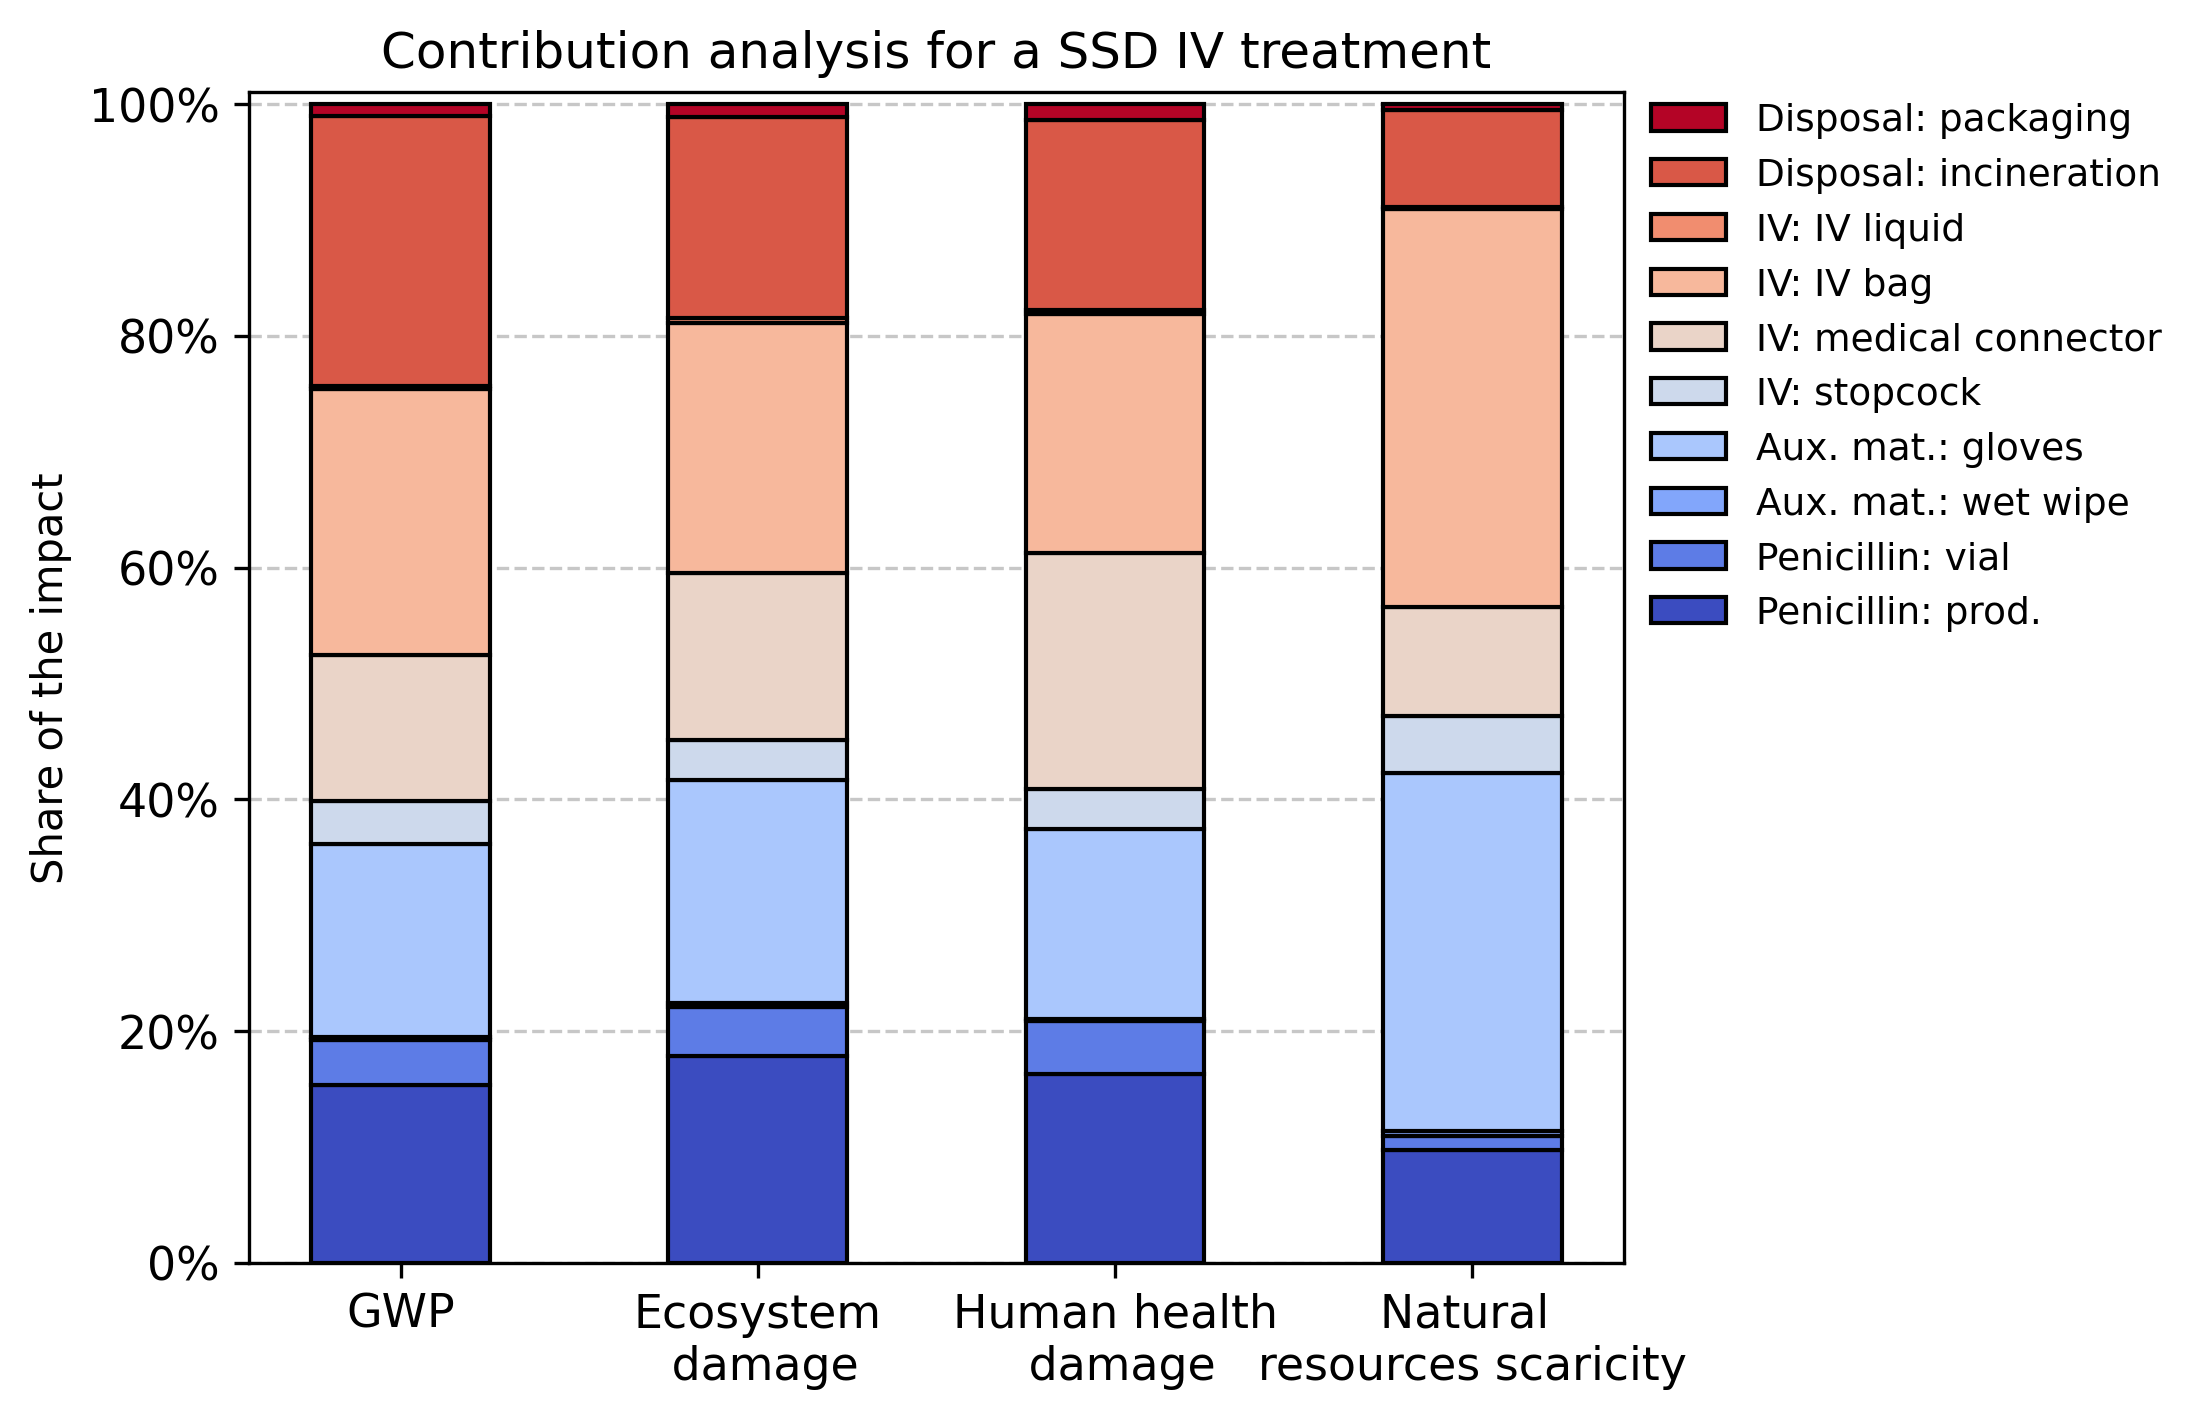 Contribution analysis for a SSD IV treatment
100%
80%
60%
40%
20%
0%
Share of the impact
GWP
Ecosystem
damage
Human health
damage
Natural
resources scaricity
Disposal: packaging
Disposal: incineration
IV: IV liquid
IV: IV bag
IV: medical connector
IV: stopcock
Aux. mat.: gloves
Aux. mat.: wet wipe
Penicillin: vial
Penicillin: prod.